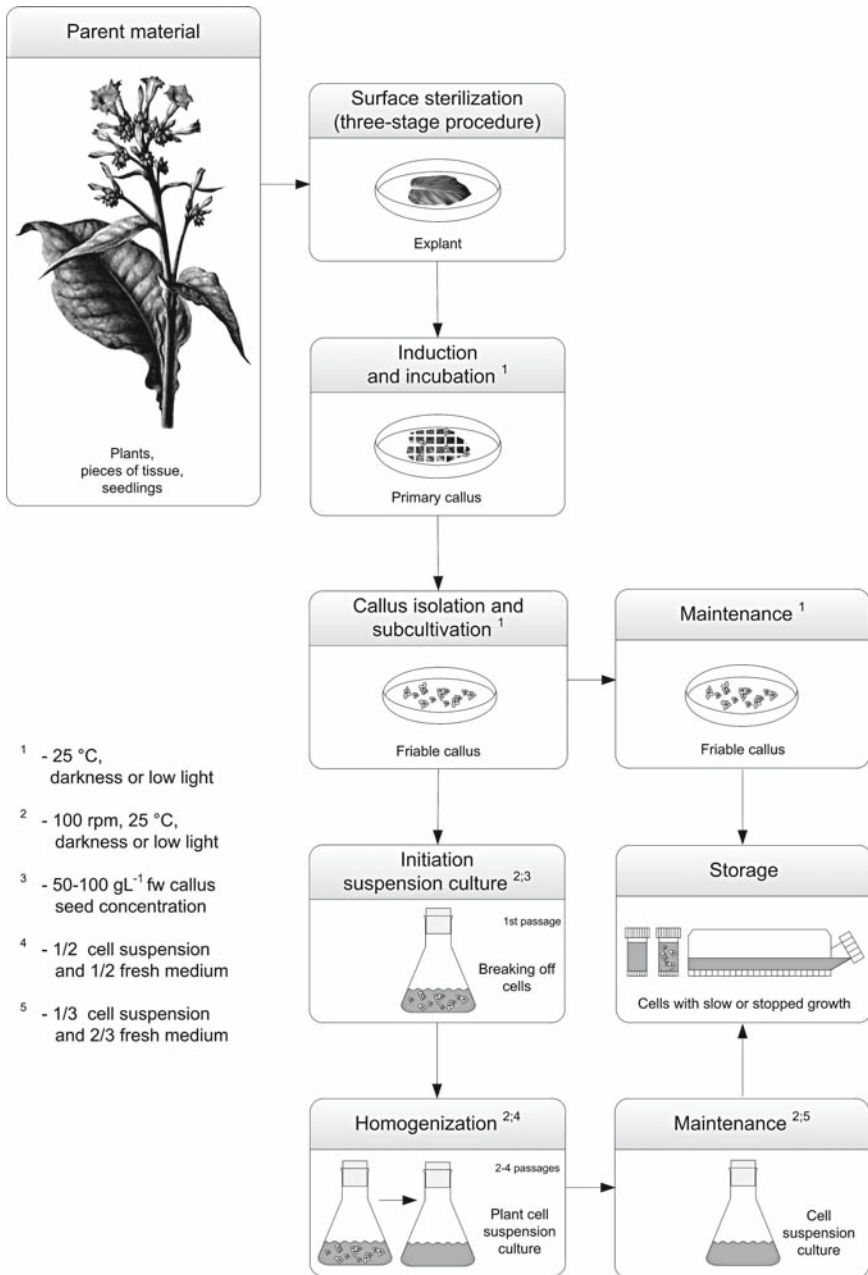 Parent material
Plants,
pieces of tissue,
seedlings
Surface sterilization
(three-stage procedure)
Explant
Induction
and incubation ¹
Primary callus
Callus isolation and
subcultivation ¹
Friable callus
Maintenance ¹
Friable callus
Initiation
suspension culture ²;³
1st passage
Breaking off
cells
Storage
Cells with slow or stopped growth
Homogenization ²;⁴
2-4 passages
Plant cell
suspension
culture
Maintenance ²;⁵
Cell
suspension
culture
¹ - 25 °C,
darkness or low light
² - 100 rpm, 25 °C,
darkness or low light
³ - 50-100 gL⁻¹ fw callus
seed concentration
⁴ - 1/2 cell suspension
and 1/2 fresh medium
⁵ - 1/3 cell suspension
and 2/3 fresh medium